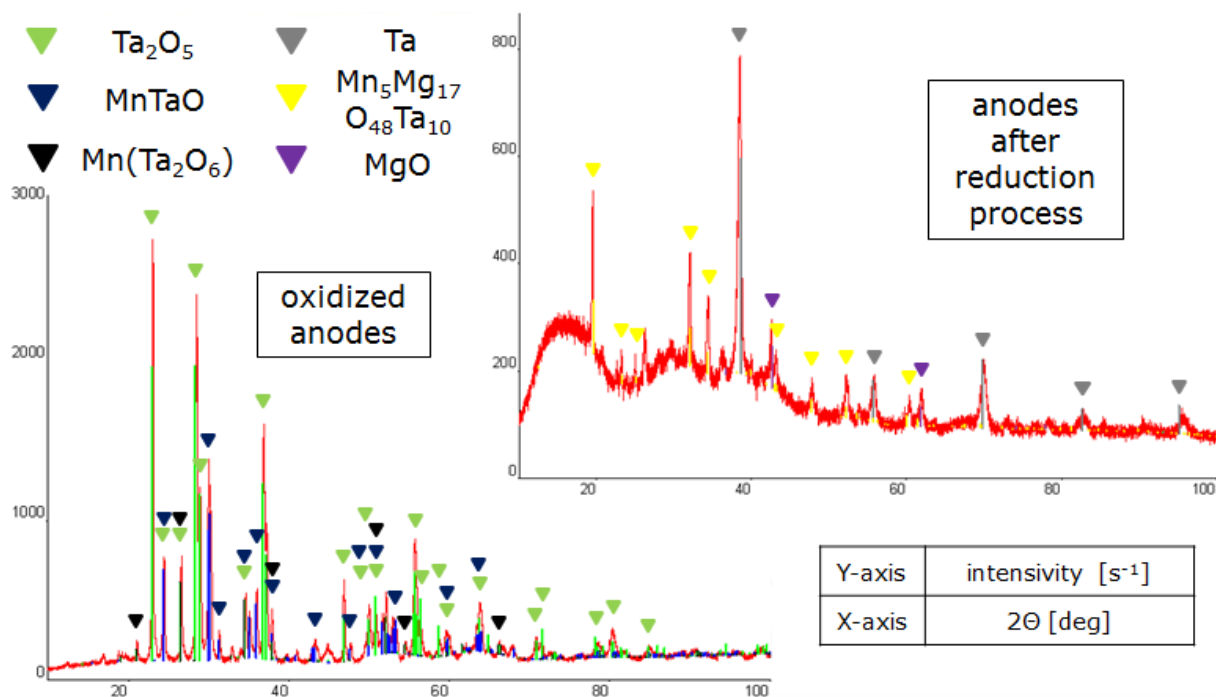 Ta₂O₅
Ta
MnTaO
Mn₅Mg₁₇
O₄₈Ta₁₀
Mn(Ta₂O₆)
MgO
oxidized
anodes
3000
2000
1000
0
20
40
60
80
100
anodes
after
reduction
process
800
600
400
200
0
20
40
60
80
100
Y-axis intensivity [s⁻¹]
X-axis 2Θ [deg]